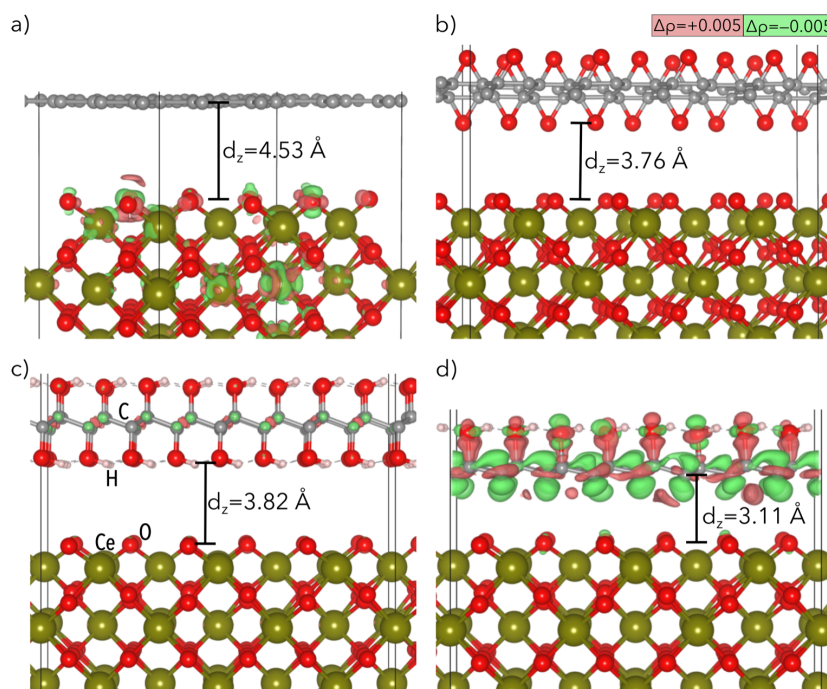 a)
b)
Δρ=+0.005 Δρ=−0.005
d_z=4.53 Å
d_z=3.76 Å
c)
d)
C
H
d_z=3.82 Å
d_z=3.11 Å
Ce O